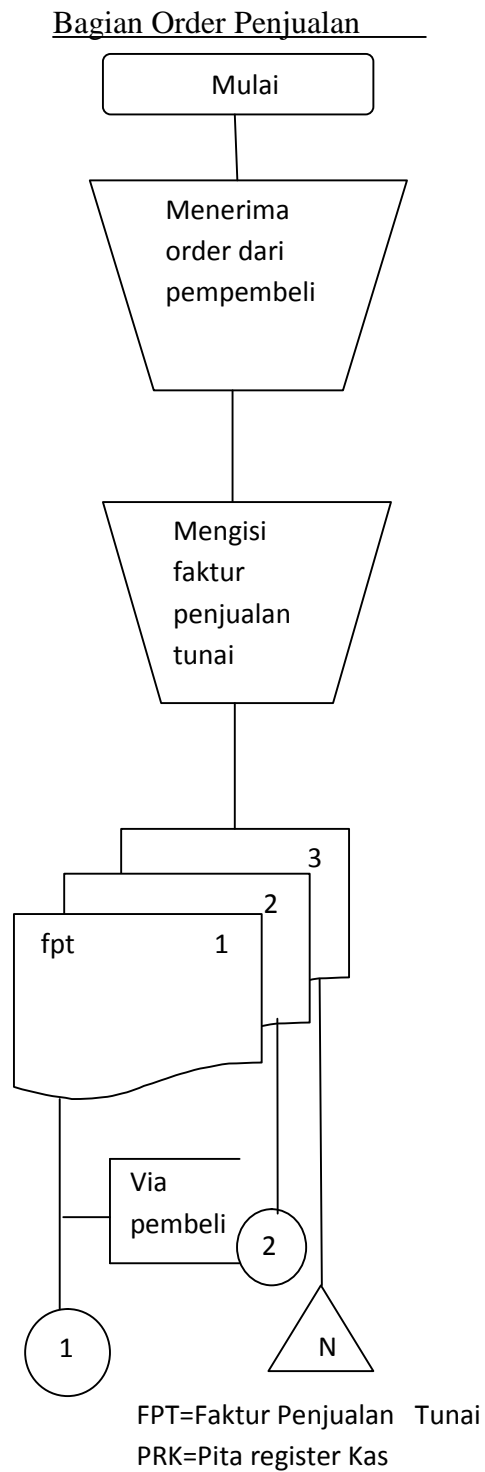 Bagian Order Penjualan
Mulai
Menerima
order dari
pempembeli
Mengisi
faktur
penjualan
tunai
3
2
fpt 1
Via
pembeli
2
1
N
FPT=Faktur Penjualan Tunai
PRK=Pita register Kas